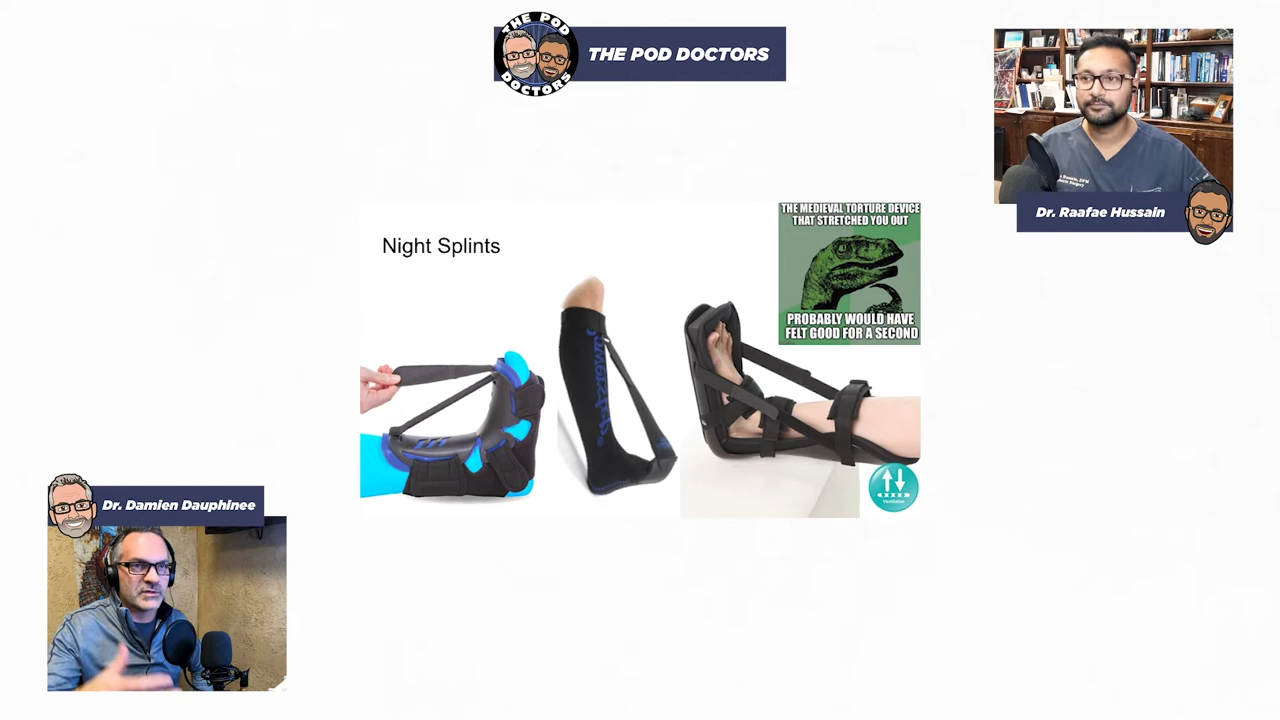 THE POD
DOCTORS
THE POD DOCTORS
Dr. Raafae Hussain
Night Splints
THE MEDIEVAL TORTURE DEVICE
THAT STRETCHED YOU OUT
PROBABLY WOULD HAVE
FELT GOOD FOR A SECOND
Ventilation
Dr. Damien Dauphinee